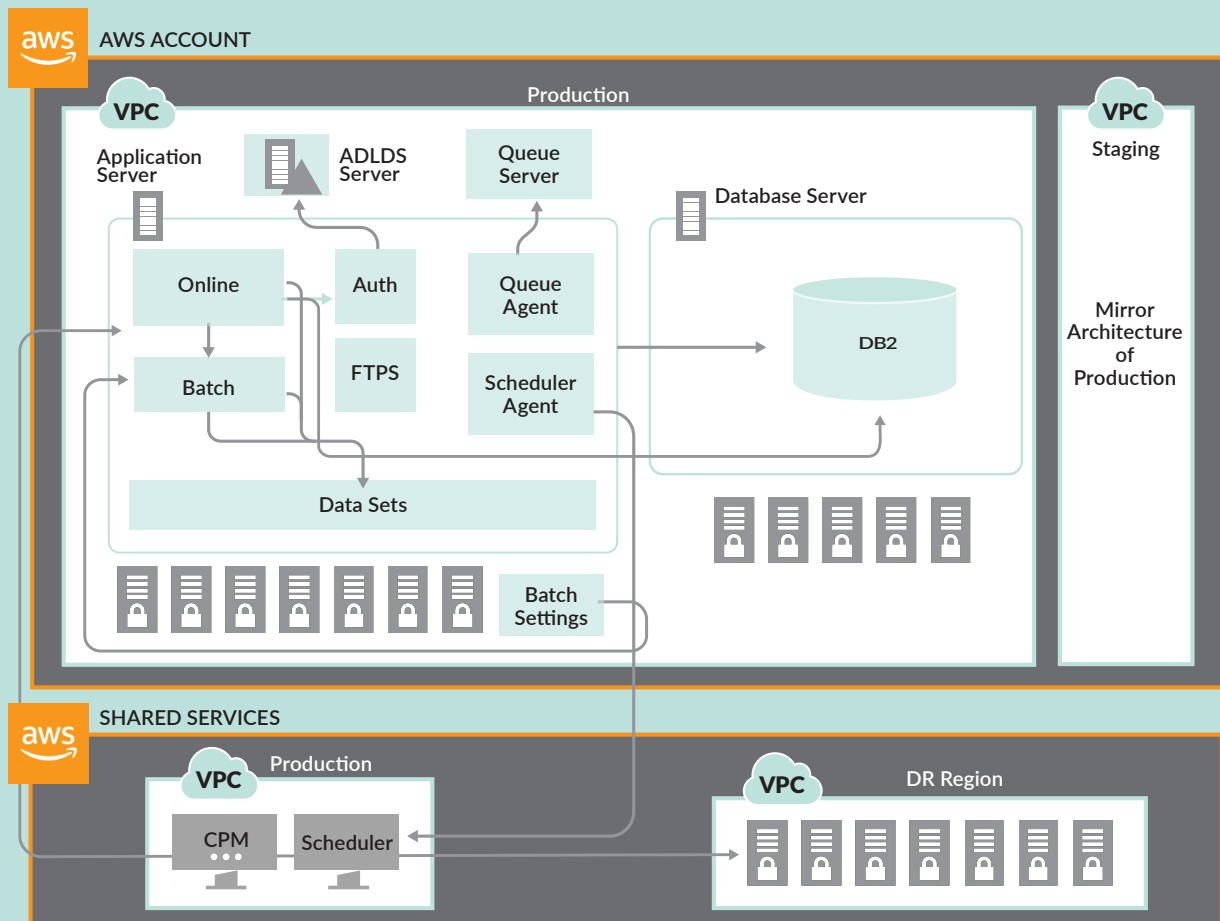 aws
AWS ACCOUNT
VPC
Production
Application
Server
ADLDS
Server
Queue
Server
Database Server
Online
Auth
Queue
Agent
DB2
Batch
FTPS
Scheduler
Agent
Data Sets
Batch
Settings
VPC
Staging
Mirror
Architecture
of
Production
aws
SHARED SERVICES
VPC
Production
CPM
Scheduler
VPC
DR Region